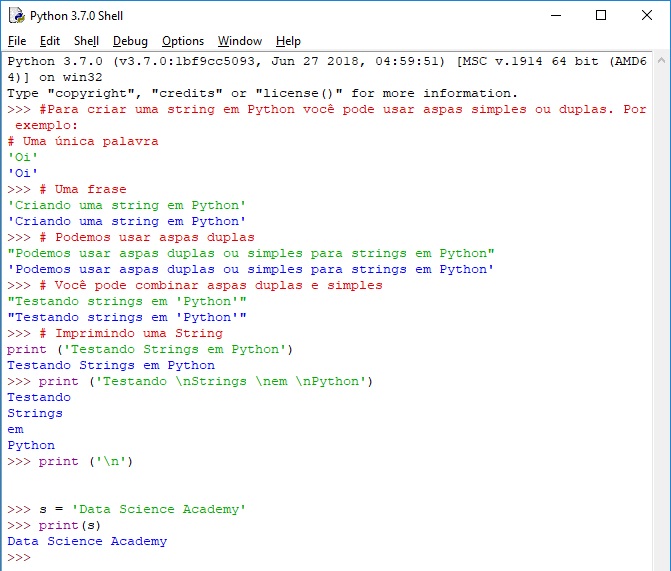 Python 3.7.0 Shell
File Edit Shell Debug Options Window Help
Python 3.7.0 (v3.7.0:1bf9cc5093, Jun 27 2018, 04:59:51) [MSC v.1914 64 bit (AMD6
4)] on win32
Type "copyright", "credits" or "license()" for more information.
>>> #Para criar uma string em Python você pode usar aspas simples ou duplas. Por
 exemplo:
# Uma única palavra
'Oi'
'Oi'
>>> # Uma frase
'Criando uma string em Python'
'Criando uma string em Python'
>>> # Podemos usar aspas duplas
"Podemos usar aspas duplas ou simples para strings em Python"
'Podemos usar aspas duplas ou simples para strings em Python'
>>> # Você pode combinar aspas duplas e simples
"Testando strings em 'Python'"
"Testando strings em 'Python'"
>>> # Imprimindo uma String
print ('Testando Strings em Python')
Testando Strings em Python
>>> print ('Testando \nStrings \nem \nPython')
Testando
Strings
em
Python
>>> print ('\n')
>>> s = 'Data Science Academy'
>>> print(s)
Data Science Academy
>>>